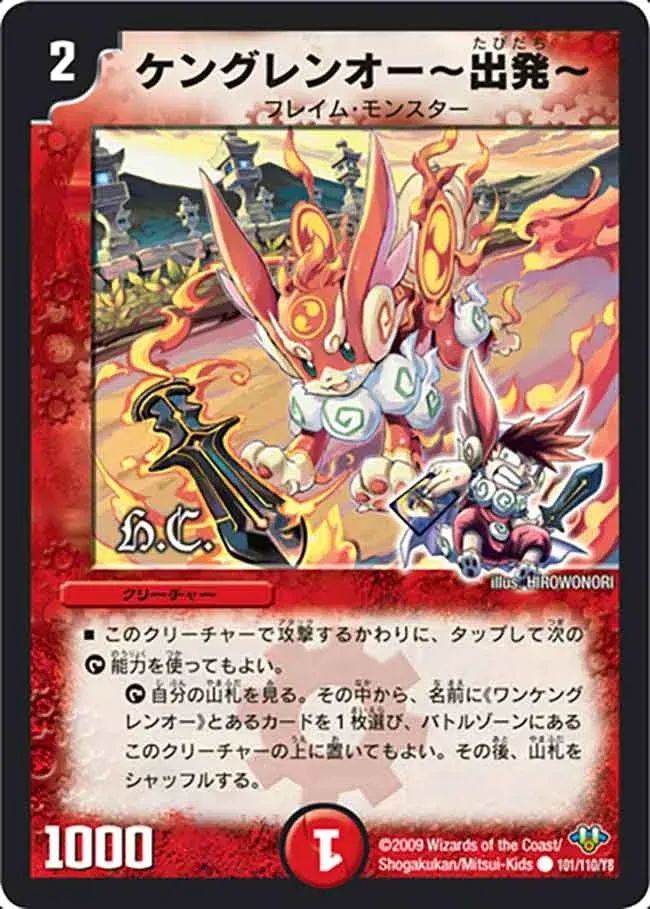 2
たびだち
ケングレンオー～出発～
フレイム・モンスター
H.C.
illus. HIROWONORI
クリーチャー
■ このクリーチャーで攻撃するかわりに、タップして次の
能力を使ってもよい。
自分の山札を見る。その中から、名前に《ワンケング
レンオー》とあるカードを1枚選び、バトルゾーンにある
このクリーチャーの上に置いてもよい。その後、山札を
シャッフルする。
1000
1
©2009 Wizards of the Coast/
Shogakukan/Mitsui-Kids
101/110/Y8